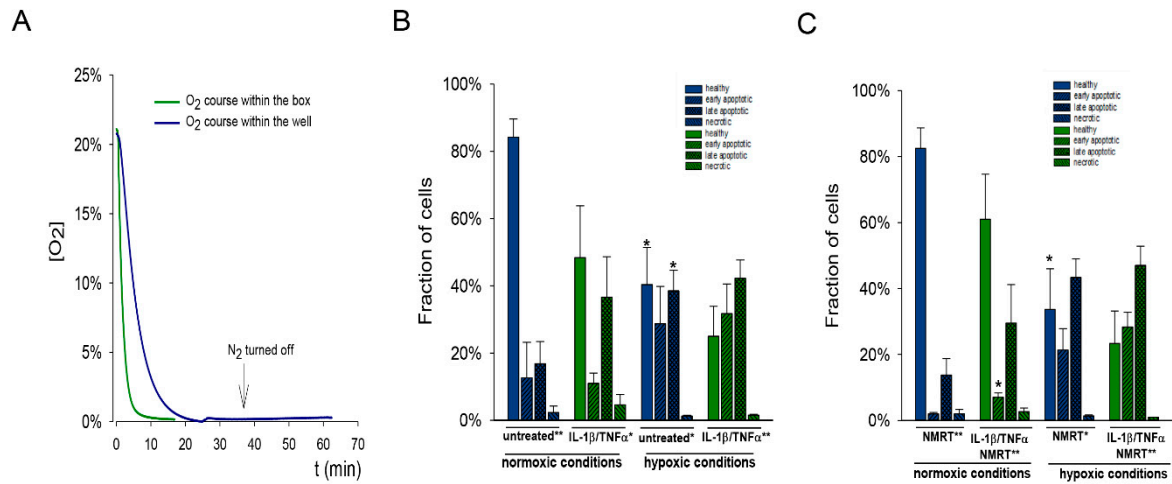 A
B
C
25%
20%
15%
10%
5%
0%
[O2]
O2 course within the box
O2 course within the well
N2 turned off
0 10 20 30 40 50 60 70
t (min)
100%
80%
60%
40%
20%
0%
Fraction of cells
healthy
early apoptotic
late apoptotic
necrotic
healthy
early apoptotic
late apoptotic
necrotic
* *
untreated** IL-1β/TNFα* untreated* IL-1β/TNFα**
normoxic conditions hypoxic conditions
100%
80%
60%
40%
20%
0%
Fraction of cells
healthy
early apoptotic
late apoptotic
necrotic
healthy
early apoptotic
late apoptotic
necrotic
*
*
NMRT** IL-1β/TNFα NMRT* IL-1β/TNFα
NMRT** NMRT**
normoxic conditions hypoxic conditions